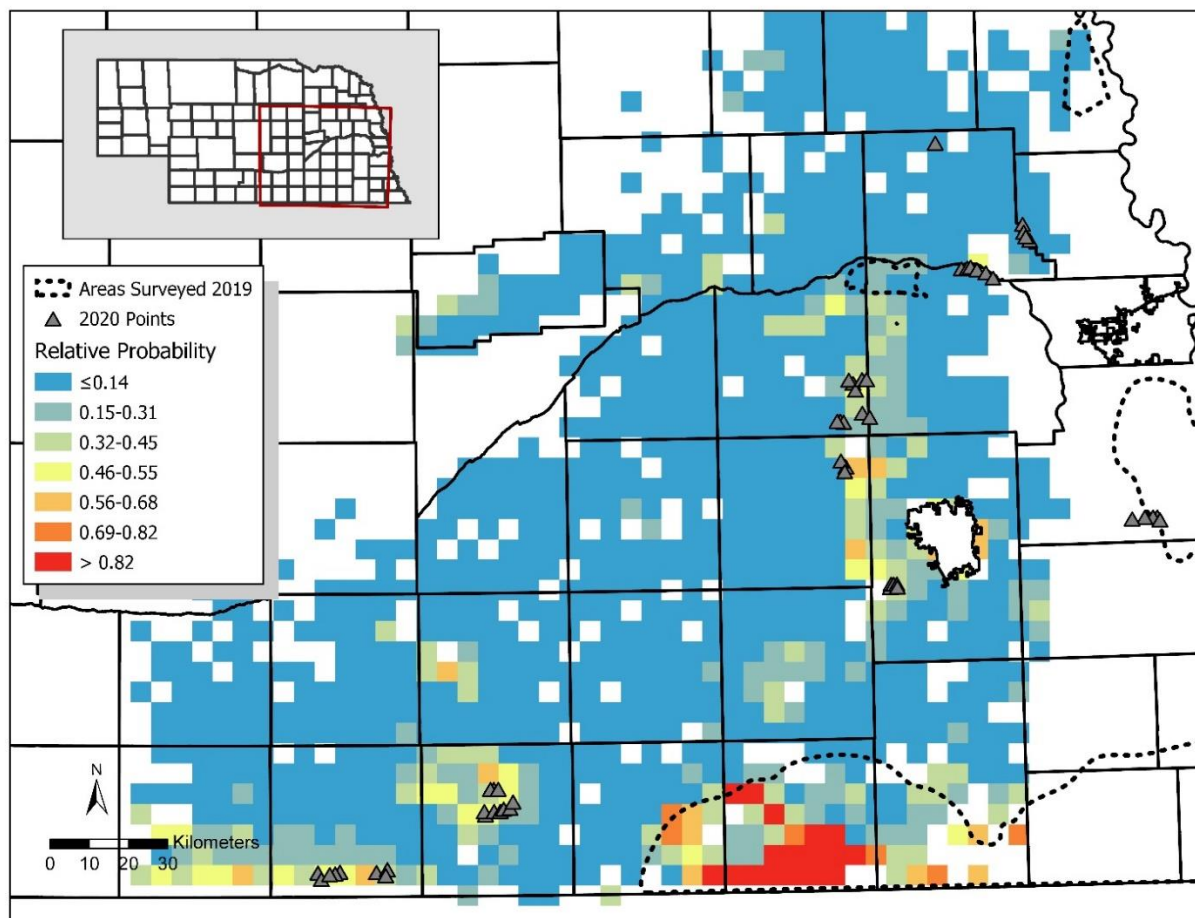 Areas Surveyed 2019
2020 Points
Relative Probability
≤0.14
0.15-0.31
0.32-0.45
0.46-0.55
0.56-0.68
0.69-0.82
> 0.82
N
Kilometers
0 10 20 30